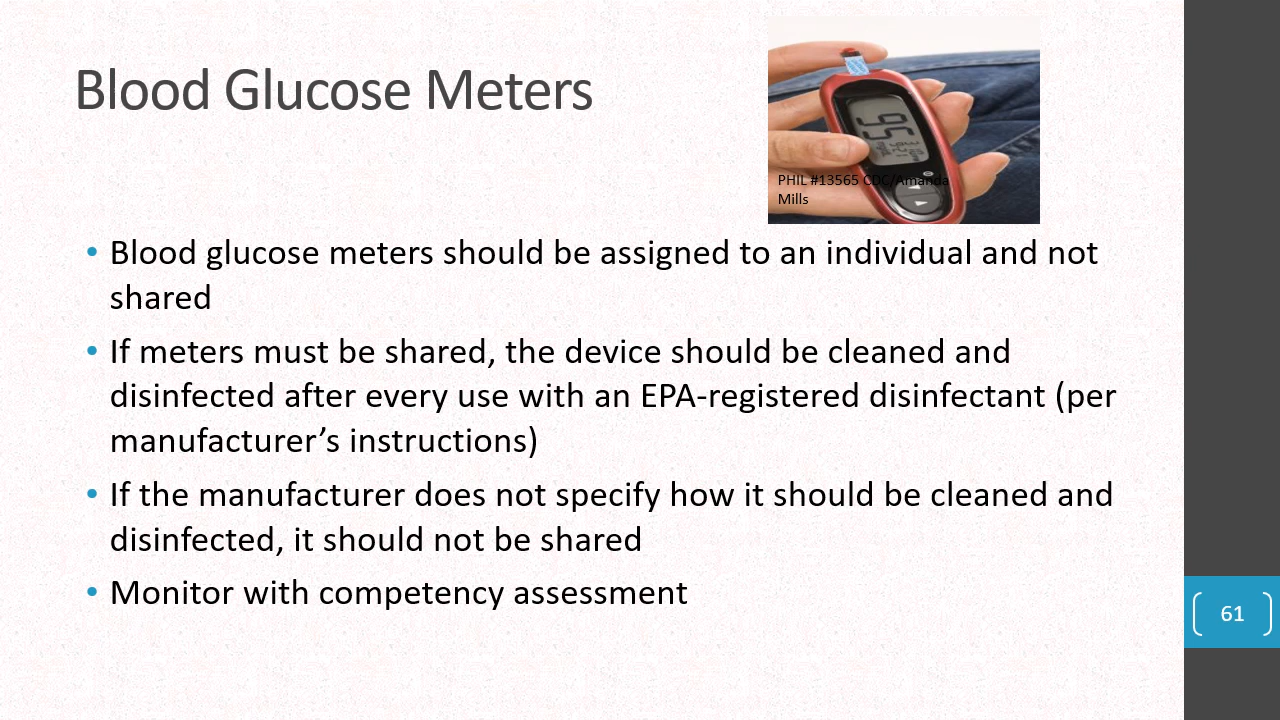 Blood Glucose Meters
95
PHIL #13565 CDC/Amanda
Mills
• Blood glucose meters should be assigned to an individual and not
shared
• If meters must be shared, the device should be cleaned and
disinfected after every use with an EPA-registered disinfectant (per
manufacturer’s instructions)
• If the manufacturer does not specify how it should be cleaned and
disinfected, it should not be shared
• Monitor with competency assessment
61